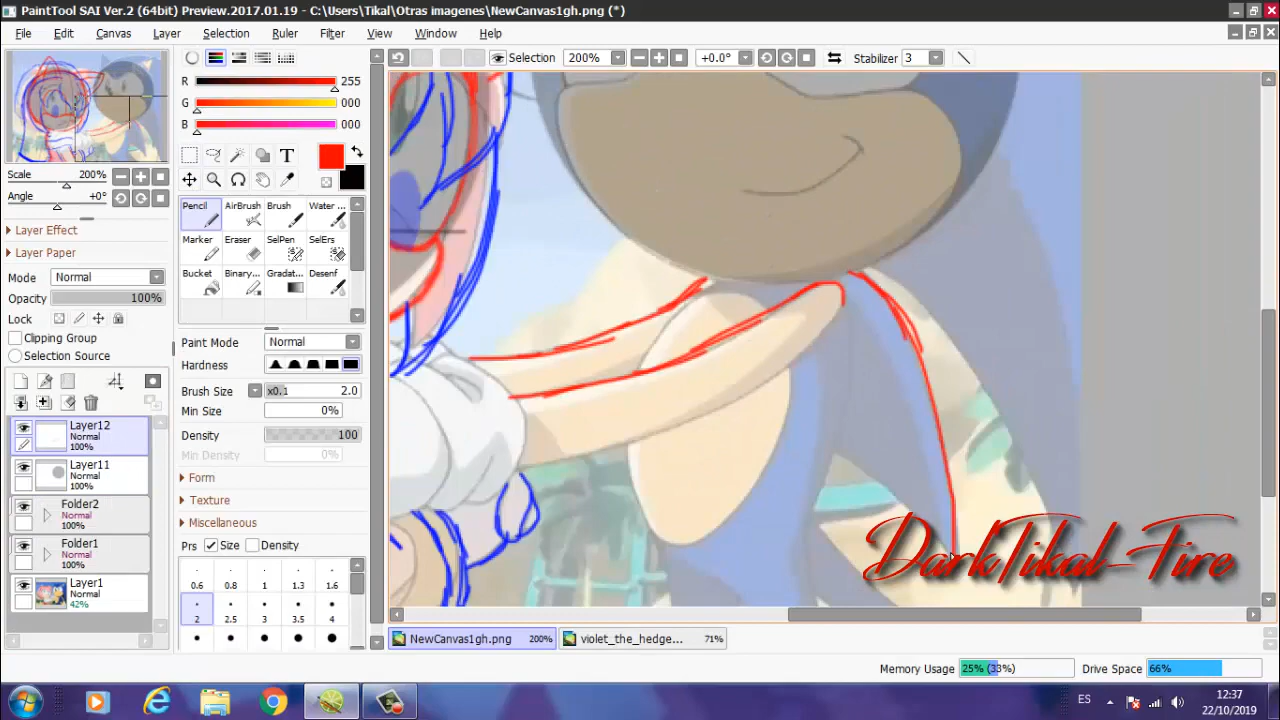 PaintTool SAI Ver.2 (64bit) Preview.2017.01.19 - C:\Users\Tikal\Otras imagenes\NewCanvas1gh.png (*)
File Edit Canvas Layer Selection Ruler Filter View Window Help
Selection 200% +0.0° Stabilizer 3
R 255
G 000
B 000
Scale 200%
Angle +0°
Layer Effect
Layer Paper
Mode Normal
Opacity 100%
Lock
Clipping Group
Selection Source
T
Pencil AirBrush Brush Water ...
Marker Eraser SelPen SelErs
Bucket Binary... Gradat... Desenf
Paint Mode Normal
Hardness
Brush Size x0.1 2.0
Min Size 0%
Density 100
Min Density 0%
Form
Texture
Miscellaneous
Prs Size Density
0.6 0.8 1 1.3 1.6
2 2.5 3 3.5 4
Layer12
Normal
100%
Layer11
Normal
100%
Folder2
Normal
100%
Folder1
Normal
100%
Layer1
Normal
42%
DarkTikal-Fire
NewCanvas1gh.png 200% violet_the_hedge... 71%
Memory Usage 25% (33%) Drive Space 66%
ES 12:37
22/10/2019